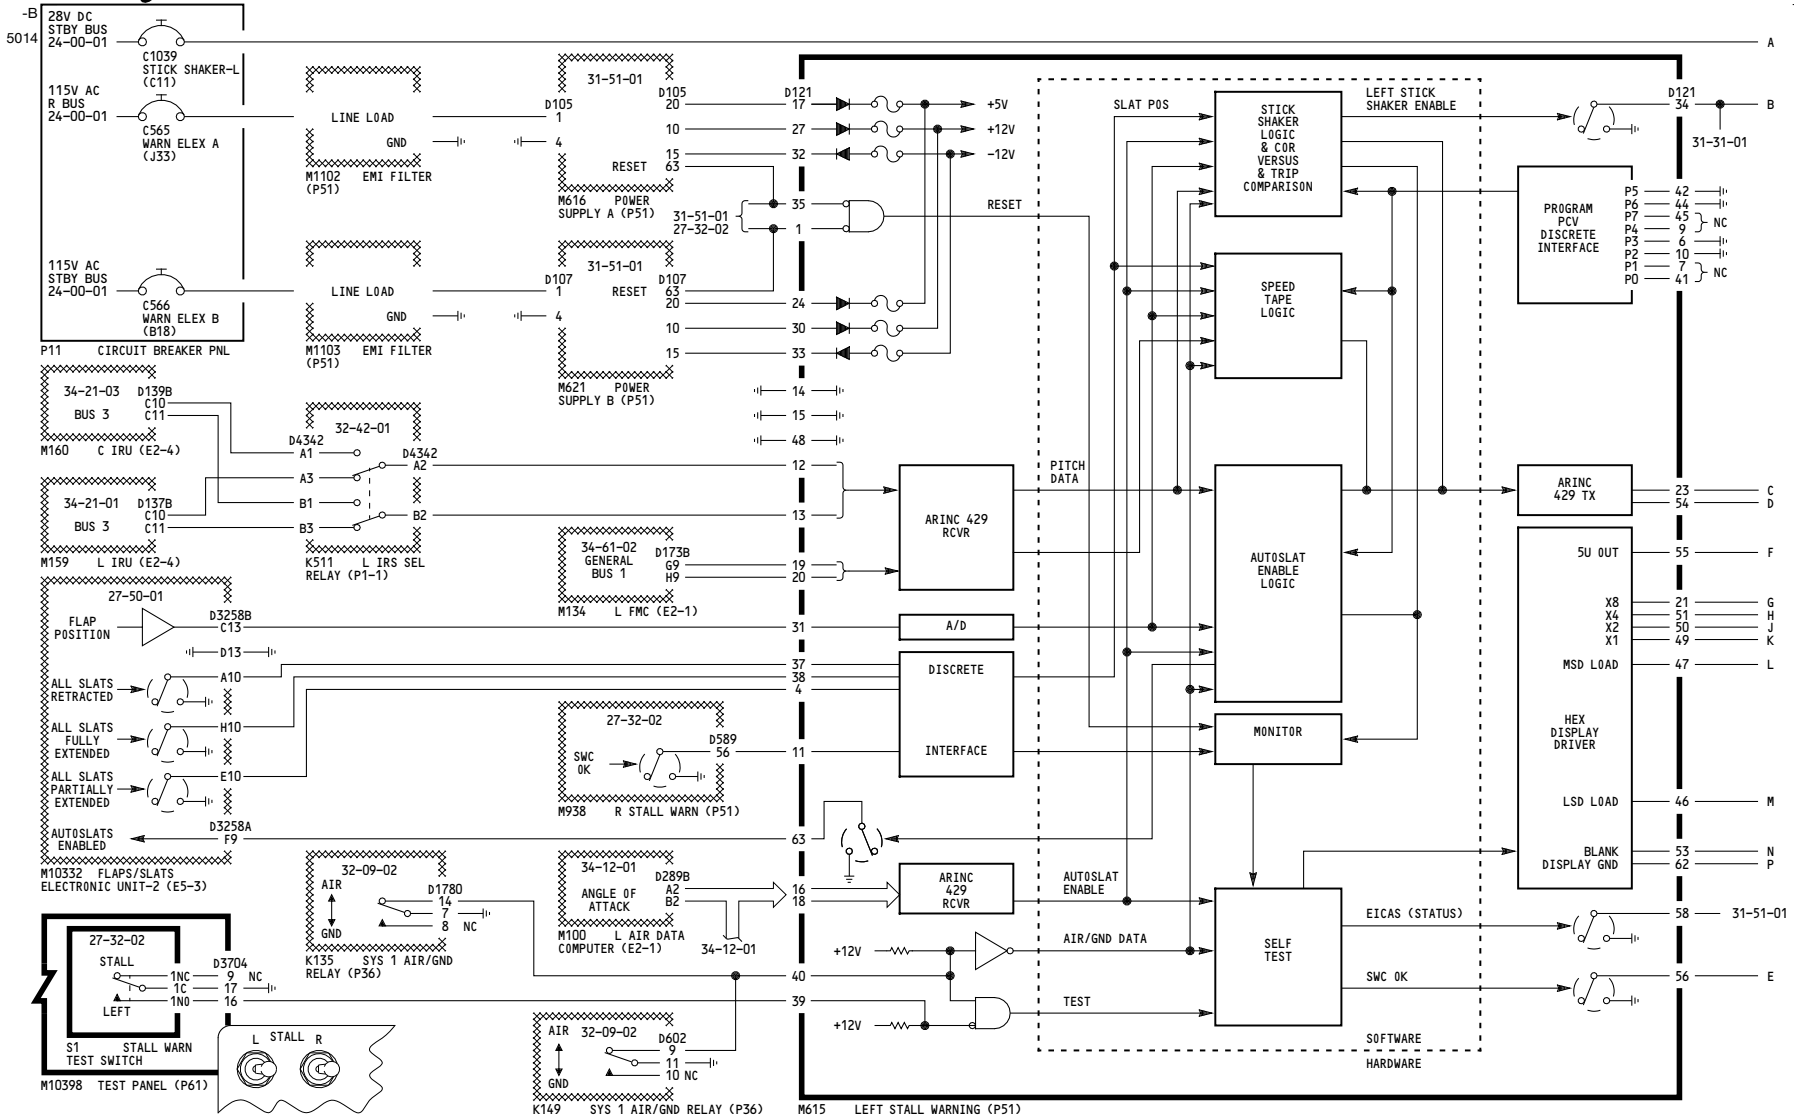 -B
5014
28V DC
STBY BUS
24-00-01
C1039
STICK SHAKER-L
(C11)
115V AC
R BUS
24-00-01
C565
WARN ELEX A
(J33)
115V AC
STBY BUS
24-00-01
C566
WARN ELEX B
(B18)
P11 CIRCUIT BREAKER PNL
LINE LOAD
GND
M1102 EMI FILTER
(P51)
LINE LOAD
GND
M1103 EMI FILTER
(P51)
31-51-01
D105
1
4
D105
20
10
15
RESET 63
M616 POWER
SUPPLY A (P51)
31-51-01
27-32-02
31-51-01
D107
1
4
D107
RESET 63
20
10
15
M621 POWER
SUPPLY B (P51)
D121
17
27
32
35
1
24
30
33
14
15
48
+5V
+12V
-12V
RESET
34-21-03
BUS 3
D139B
C10
C11
M160 C IRU (E2-4)
34-21-01
BUS 3
D137B
C10
C11
M159 L IRU (E2-4)
32-42-01
D4342
A1
A3
B1
B3
D4342
A2
B2
K511 L IRS SEL
RELAY (P1-1)
12
13
34-61-02
GENERAL
BUS 1
D173B
G9
H9
M134 L FMC (E2-1)
19
20
ARINC 429
RCVR
27-50-01
FLAP
POSITION
D3258B
C13
D13
ALL SLATS
RETRACTED
A10
ALL SLATS
FULLY
EXTENDED
H10
ALL SLATS
PARTIALLY
EXTENDED
E10
AUTOSLATS
ENABLED
D3258A
F9
M10332 FLAPS/SLATS
ELECTRONIC UNIT-2 (E5-3)
31
A/D
37
38
4
DISCRETE
INTERFACE
27-32-02
SWC
OK
D589
56
M938 R STALL WARN (P51)
11
63
32-09-02
AIR
GND
D1780
14
7
8 NC
K135 SYS 1 AIR/GND
RELAY (P36)
34-12-01
ANGLE OF
ATTACK
D289B
A2
B2
M100 L AIR DATA
COMPUTER (E2-1)
34-12-01
16
18
ARINC
429
RCVR
+12V
40
39
+12V
27-32-02
STALL
LEFT
1NC
1C
1NO
D3704
9 NC
17
16
S1 STALL WARN
TEST SWITCH
M10398 TEST PANEL (P61)
L STALL R
AIR
GND
32-09-02
D602
9
11
10 NC
K149 SYS 1 AIR/GND RELAY (P36)
M615 LEFT STALL WARNING (P51)
SLAT POS
PITCH
DATA
AUTOSLAT
ENABLE
AIR/GND DATA
TEST
STICK
SHAKER
LOGIC
& COR
VERSUS
& TRIP
COMPARISON
LEFT STICK
SHAKER ENABLE
SPEED
TAPE
LOGIC
AUTOSLAT
ENABLE
LOGIC
MONITOR
SELF
TEST
EICAS (STATUS)
SWC OK
SOFTWARE
HARDWARE
D121
34
31-31-01
PROGRAM
PCV
DISCRETE
INTERFACE
P5 42
P6 44
P7 45
P4 9
NC
P3 6
P2 10
P1 7
P0 41
NC
ARINC
429 TX
23
54
HEX
DISPLAY
DRIVER
5U OUT 55
X8 21
X4 51
X2 50
X1 49
MSD LOAD 47
LSD LOAD 46
BLANK 53
DISPLAY GND 62
58 31-51-01
56
A
B
C
D
F
G
H
J
K
L
M
N
P
E